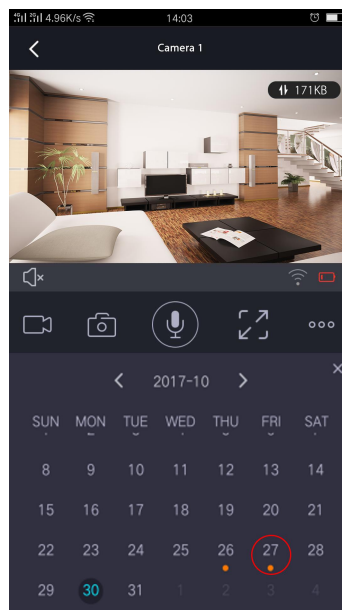 4.96K/s 14:03
Camera 1
171KB
2017-10
SUN MON TUE WED THU FRI SAT
8 9 10 11 12 13 14
15 16 17 18 19 20 21
22 23 24 25 26 27 28
29 30 31 1 2 3 4